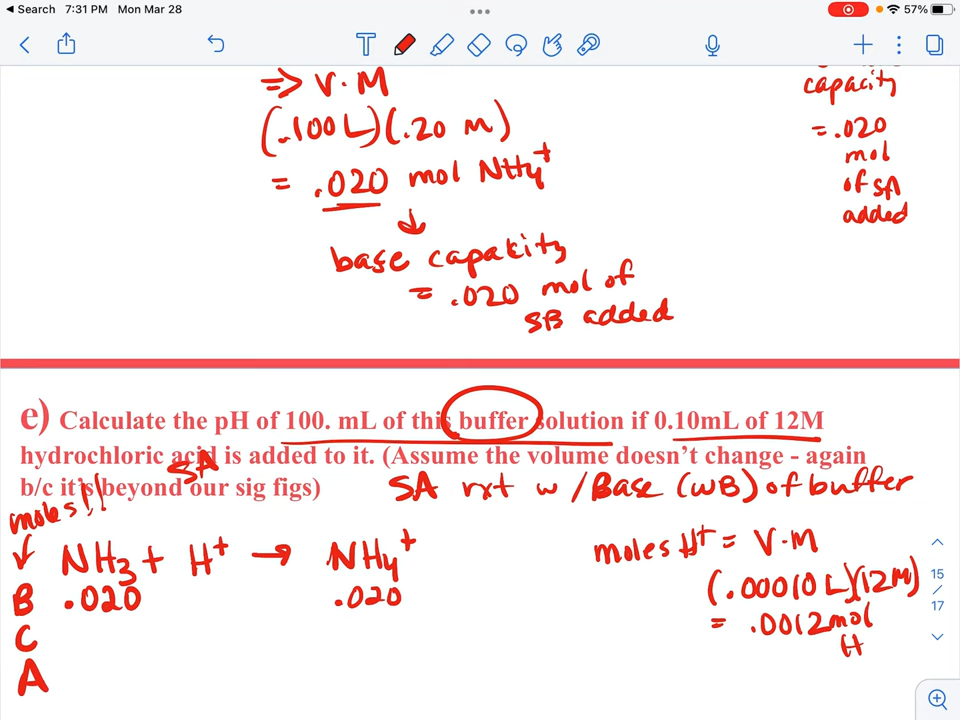 Search 7:31 PM Mon Mar 28 57%
T
=> V·M
(.100L)(.20 M)
= .020 mol NH4+
↓
base capacity
= .020 mol of
SB added
capacity
= .020
mol
of SA
added
e) Calculate the pH of 100. mL of this buffer solution if 0.10mL of 12M
hydrochloric acid is added to it. (Assume the volume doesn't change - again
b/c it's beyond our sig figs)
SA
SA rxt w/Base (WB) of buffer
moles!!
↓ NH3 + H+ → NH4+
B .020 .020
C
A
moles H+ = V·M
(.00010 L)(12M)
= .0012mol
H
15
/
17